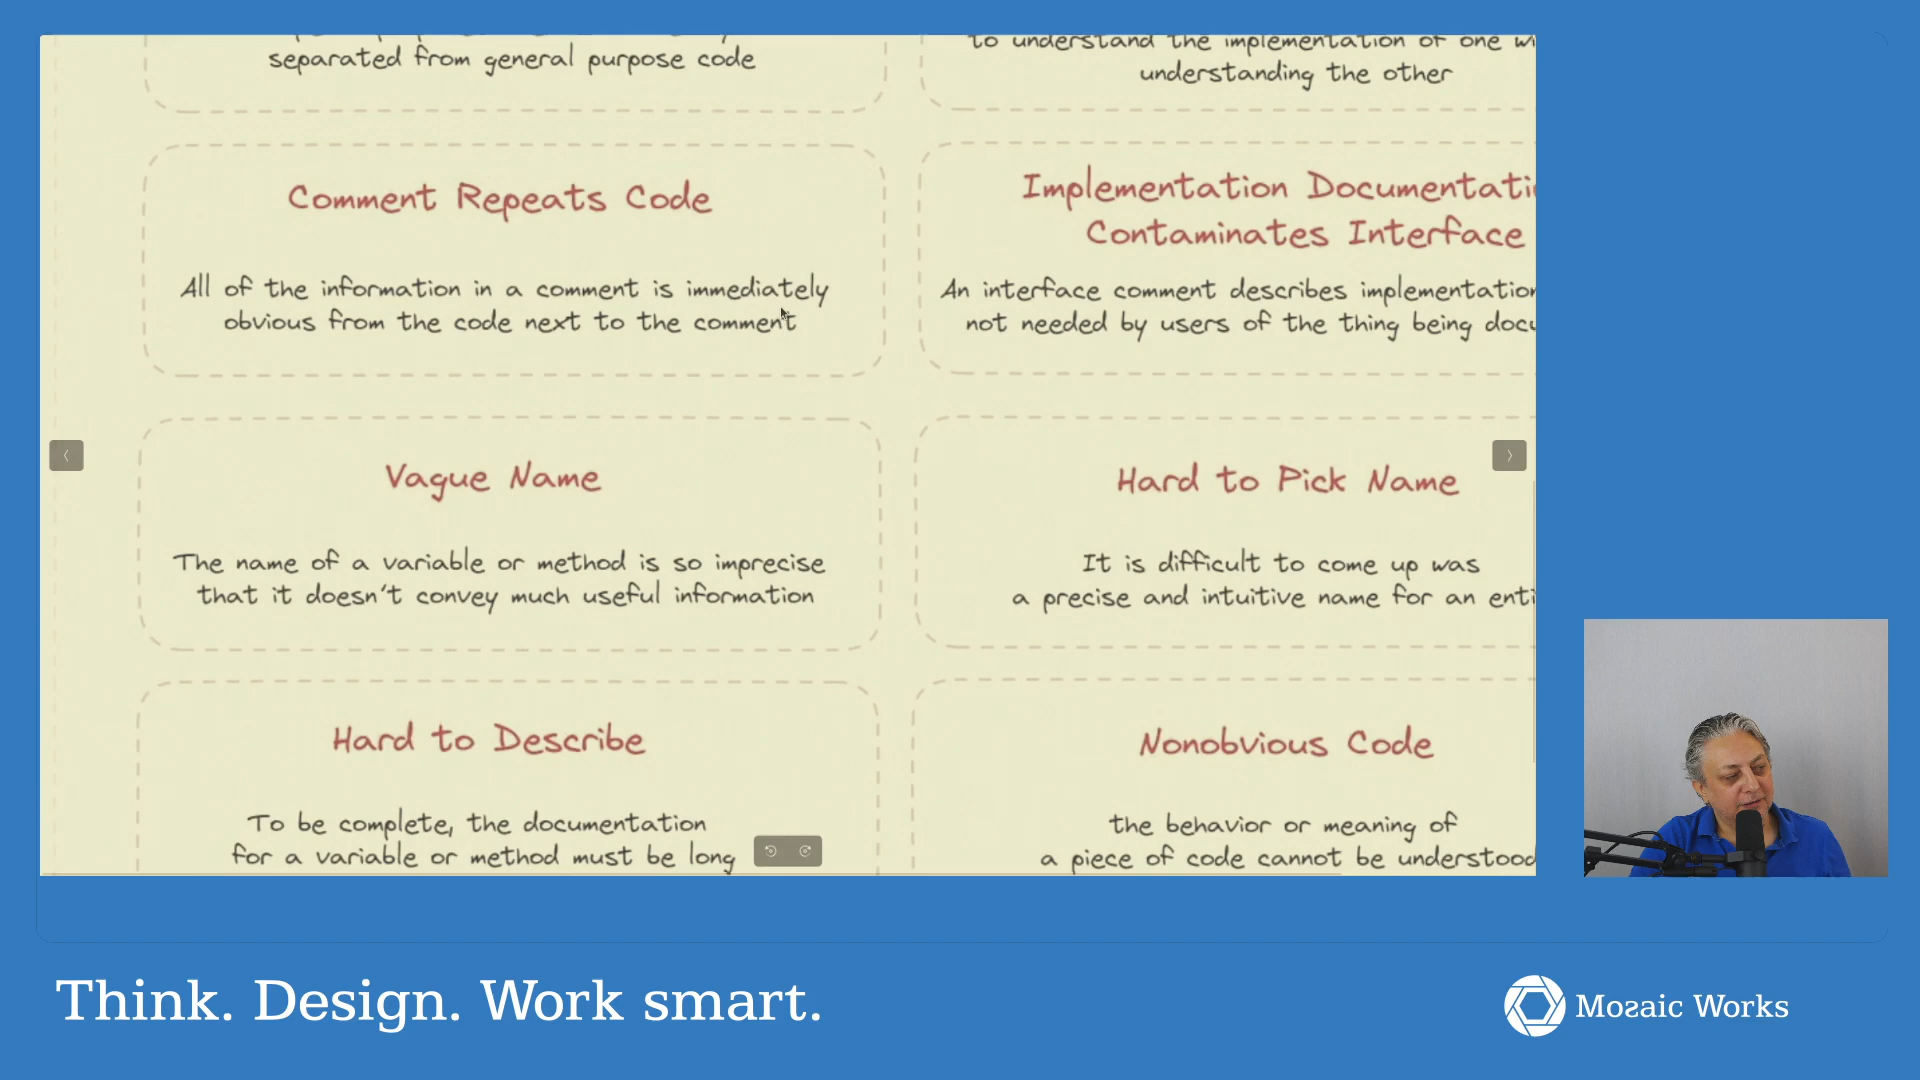 separated from general purpose code
to understand the implementation of one
understanding the other
Comment Repeats Code
All of the information in a comment is immediately
obvious from the code next to the comment
Implementation
Contaminates Interface
An interface comment describes implementation
not needed by users of the thing being
Vague Name
The name of a variable or method is so imprecise
that it doesn't convey much useful information
Hard to Pick Name
It is difficult to come up was
a precise and intuitive name for an
Hard to Describe
To be complete, the documentation
for a variable or method must be long
Nonobvious Code
the behavior or meaning of
a piece of code cannot be understood
Think. Design. Work smart.
Mozaic Works